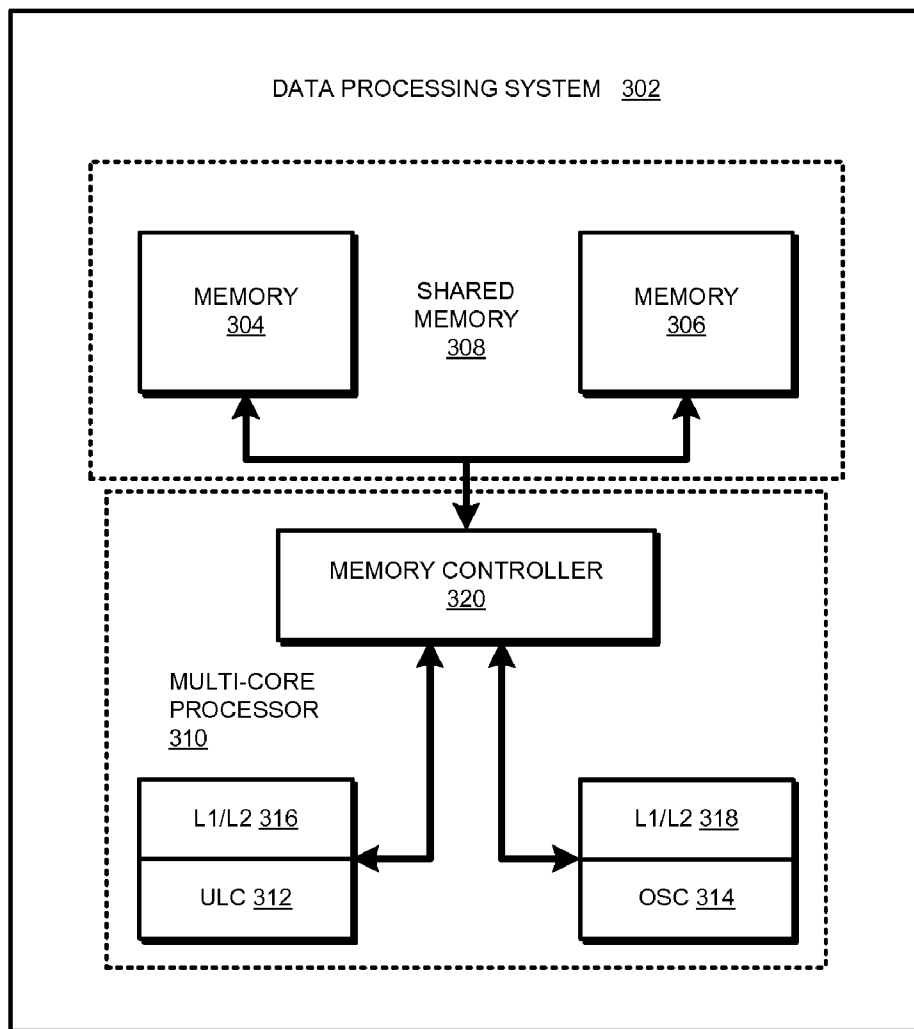 DATA PROCESSING SYSTEM 302
MEMORY
304
SHARED
MEMORY
308
MEMORY
306
MEMORY CONTROLLER
320
MULTI-CORE
PROCESSOR
310
L1/L2 316
ULC 312
L1/L2 318
OSC 314